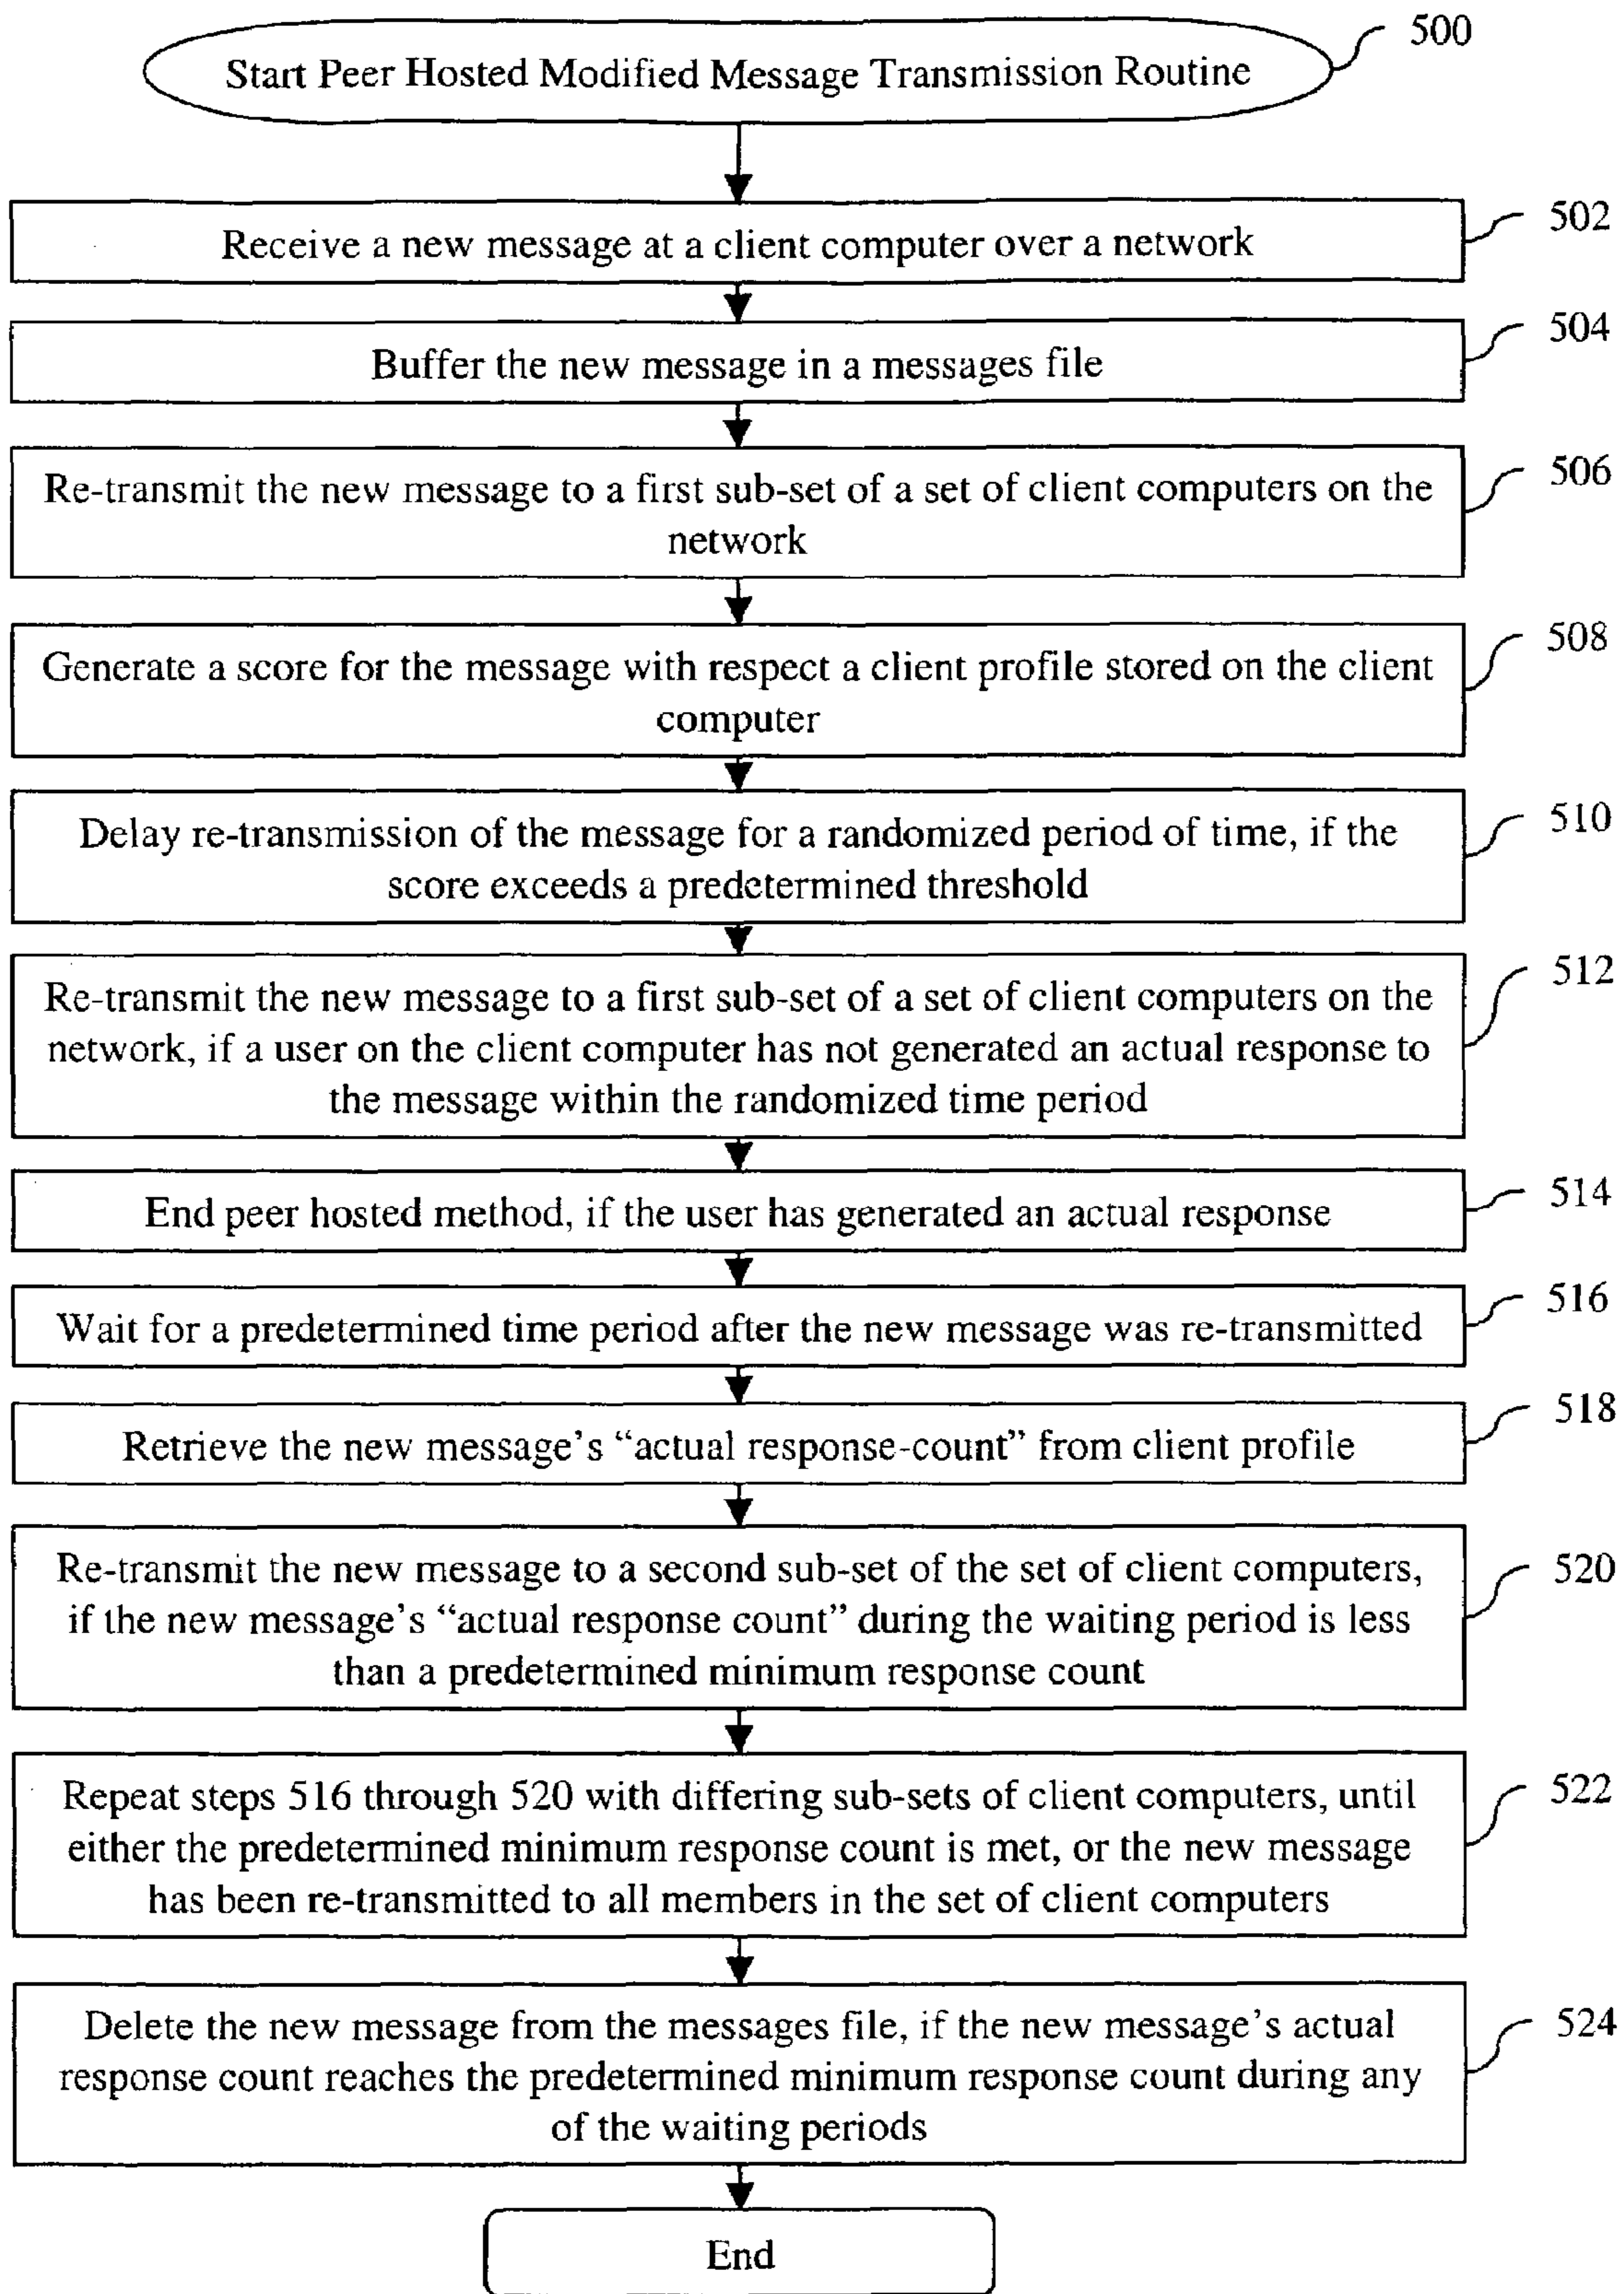 500
Start Peer Hosted Modified Message Transmission Routine
502
Receive a new message at a client computer over a network
504
Buffer the new message in a messages file
506
Re-transmit the new message to a first sub-set of a set of client computers on the
network
508
Generate a score for the message with respect a client profile stored on the client
computer
510
Delay re-transmission of the message for a randomized period of time, if the
score exceeds a predetermined threshold
512
Re-transmit the new message to a first sub-set of a set of client computers on the
network, if a user on the client computer has not generated an actual response to
the message within the randomized time period
514
End peer hosted method, if the user has generated an actual response
516
Wait for a predetermined time period after the new message was re-transmitted
518
Retrieve the new message's “actual response-count” from client profile
520
Re-transmit the new message to a second sub-set of the set of client computers,
if the new message's “actual response count” during the waiting period is less
than a predetermined minimum response count
522
Repeat steps 516 through 520 with differing sub-sets of client computers, until
either the predetermined minimum response count is met, or the new message
has been re-transmitted to all members in the set of client computers
524
Delete the new message from the messages file, if the new message's actual
response count reaches the predetermined minimum response count during any
of the waiting periods
End